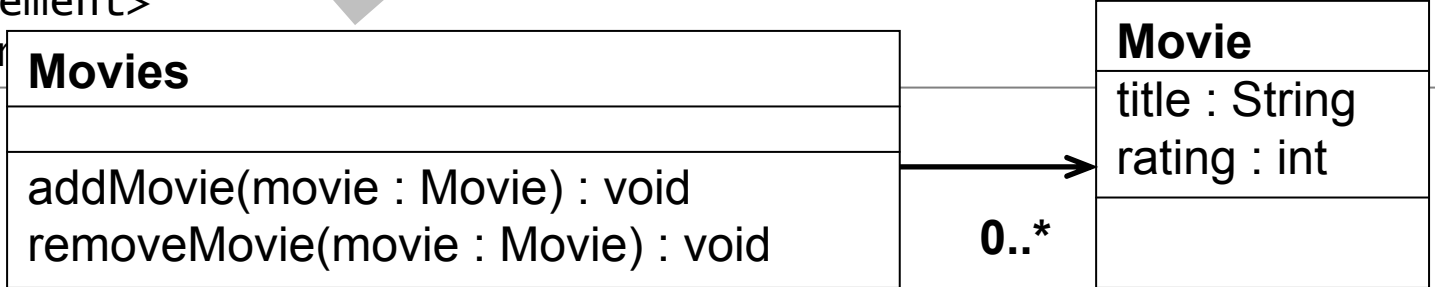 Movies
addMovie(movie : Movie) : void
removeMovie(movie : Movie) : void
0..*
Movie
title : String
rating : int